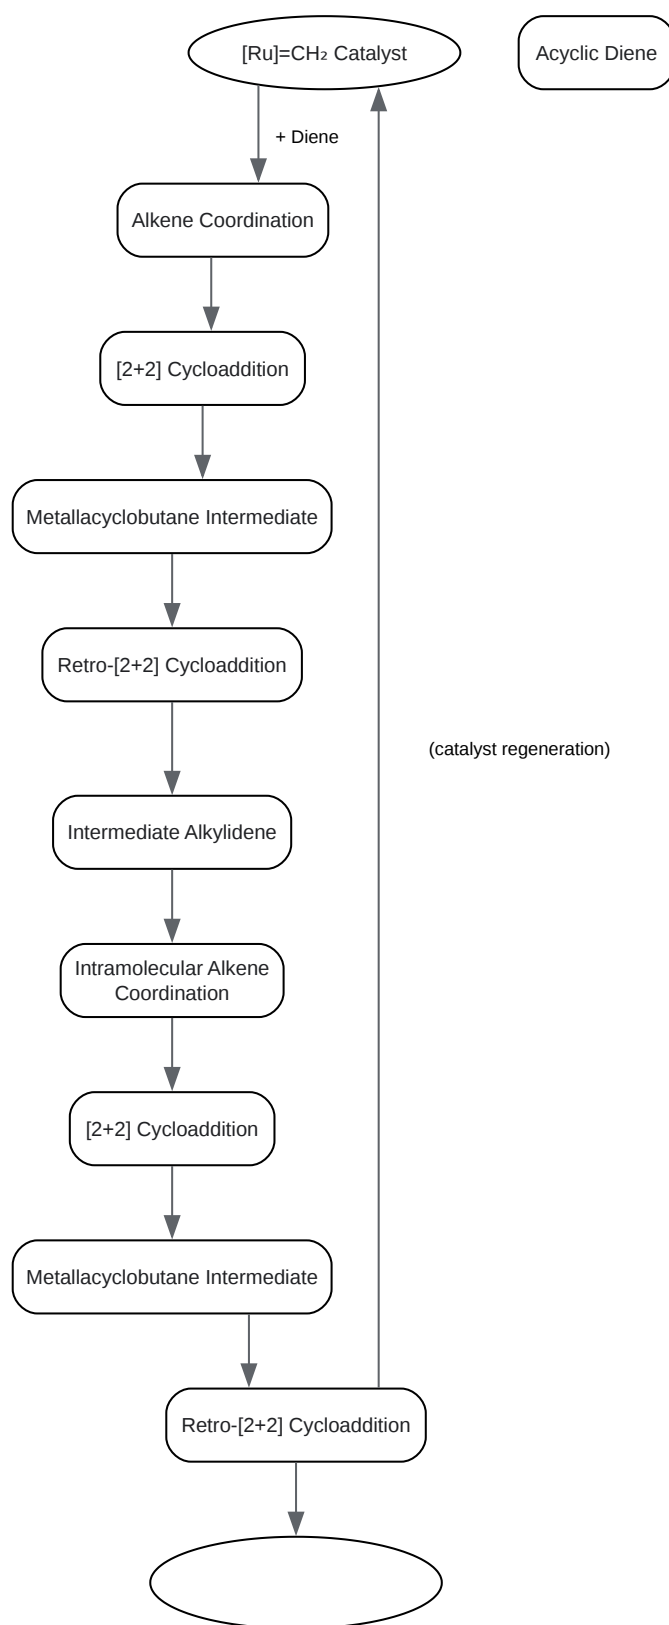 [Ru]=CH₂ Catalyst
Acyclic Diene
+ Diene
Alkene Coordination
[2+2] Cycloaddition
Metallacyclobutane Intermediate
Retro-[2+2] Cycloaddition
(catalyst regeneration)
Intermediate Alkylidene
Intramolecular Alkene
Coordination
[2+2] Cycloaddition
Metallacyclobutane Intermediate
Retro-[2+2] Cycloaddition